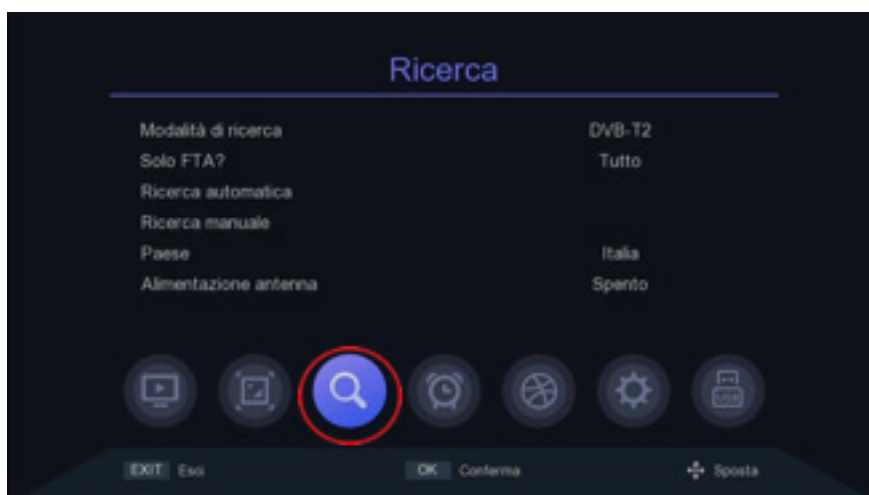 Ricerca
Modalità di ricerca DVB-T2
Solo FTA? Tutto
Ricerca automatica
Ricerca manuale
Paese Italia
Alimentazione antenna Spento
USB
EXIT Esci OK Conferma Sposta